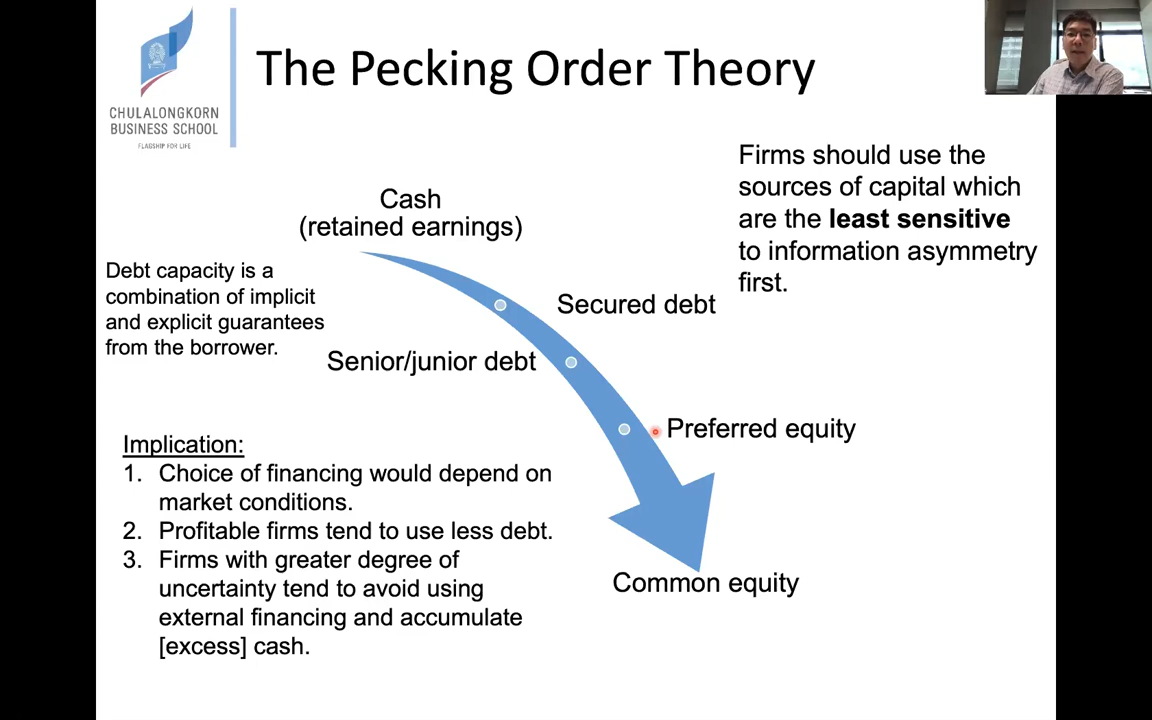 CHULALONGKORN
BUSINESS SCHOOL
FLAGSHIP FOR LIFE
The Pecking Order Theory
Firms should use the
sources of capital which
are the least sensitive
to information asymmetry
first.
Cash
(retained earnings)
Debt capacity is a
combination of implicit
and explicit guarantees
from the borrower.
Secured debt
Senior/junior debt
Preferred equity
Common equity
Implication:
1. Choice of financing would depend on
market conditions.
2. Profitable firms tend to use less debt.
3. Firms with greater degree of
uncertainty tend to avoid using
external financing and accumulate
[excess] cash.